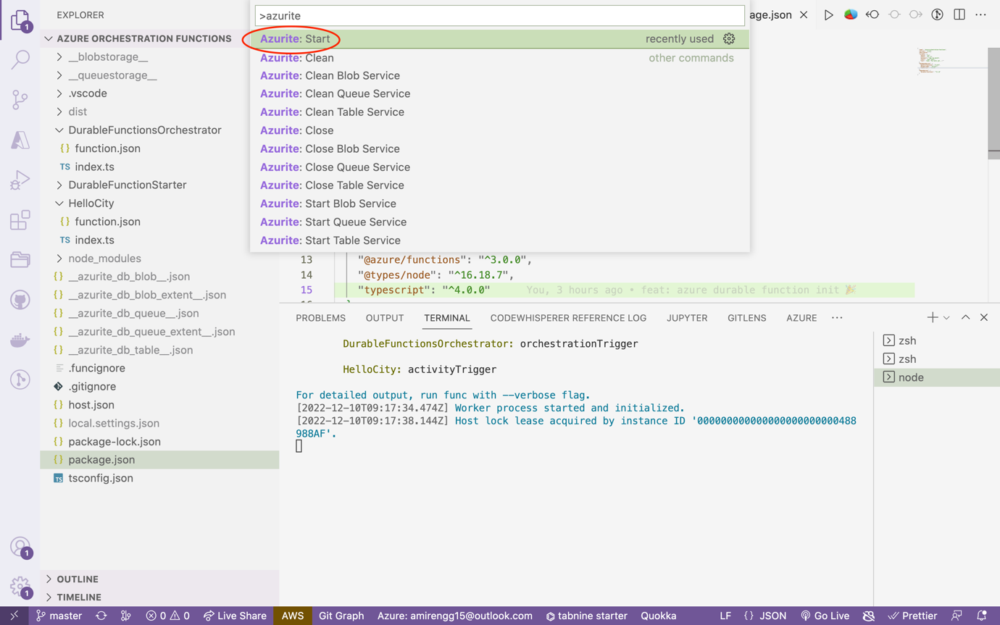 EXPLORER
>azurite
age.json
1
AZURE ORCHESTRATION FUNCTIONS
Azurite: Start
recently used
__blobstorage__
Azurite: Clean
other commands
__queuestorage__
Azurite: Clean Blob Service
.vscode
Azurite: Clean Queue Service
dist
Azurite: Clean Table Service
DurableFunctionsOrchestrator
Azurite: Close
{} function.json
Azurite: Close Blob Service
TS index.ts
Azurite: Close Queue Service
DurableFunctionStarter
Azurite: Close Table Service
HelloCity
Azurite: Start Blob Service
{} function.json
Azurite: Start Queue Service
TS index.ts
Azurite: Start Table Service
node_modules
13 "@azure/functions": "^3.0.0",
{} __azurite_db_blob__.json
14 "@types/node": "^16.18.7",
{} __azurite_db_blob_extent__.json
15 "typescript": "^4.0.0" You, 3 hours ago • feat: azure durable function init 🎉
{} __azurite_db_queue__.json
PROBLEMS OUTPUT TERMINAL CODEWHISPERER REFERENCE LOG JUPYTER GITLENS AZURE ···
{} __azurite_db_queue_extent__.json
{} __azurite_db_table__.json
.funcignore
.gitignore
{} host.json
{} local.settings.json
{} package-lock.json
{} package.json
TS tsconfig.json
DurableFunctionsOrchestrator: orchestrationTrigger
HelloCity: activityTrigger
For detailed output, run func with --verbose flag.
[2022-12-10T09:17:34.474Z] Worker process started and initialized.
[2022-12-10T09:17:38.144Z] Host lock lease acquired by instance ID '000000000000000000000000488
988AF'.
zsh
zsh
node
1
1
OUTLINE
TIMELINE
master 0 0 Live Share AWS Git Graph Azure: amirengg15@outlook.com tabnine starter Quokka LF {} JSON Go Live Prettier